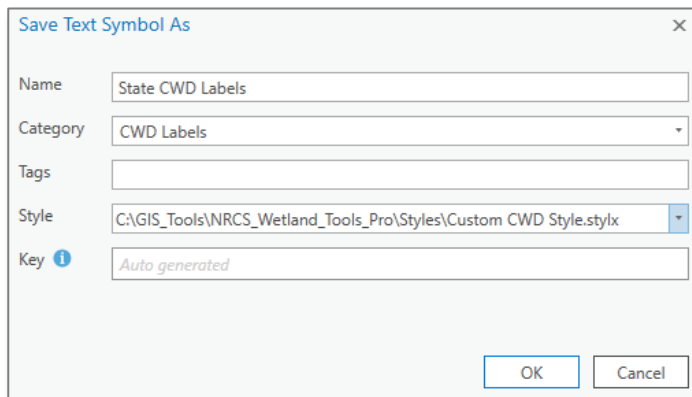 Save Text Symbol As
Name State CWD Labels
Category CWD Labels
Tags
Style C:\GIS_Tools\NRCS_Wetland_Tools_Pro\Styles\Custom CWD Style.stylx
Key Auto generated
OK Cancel